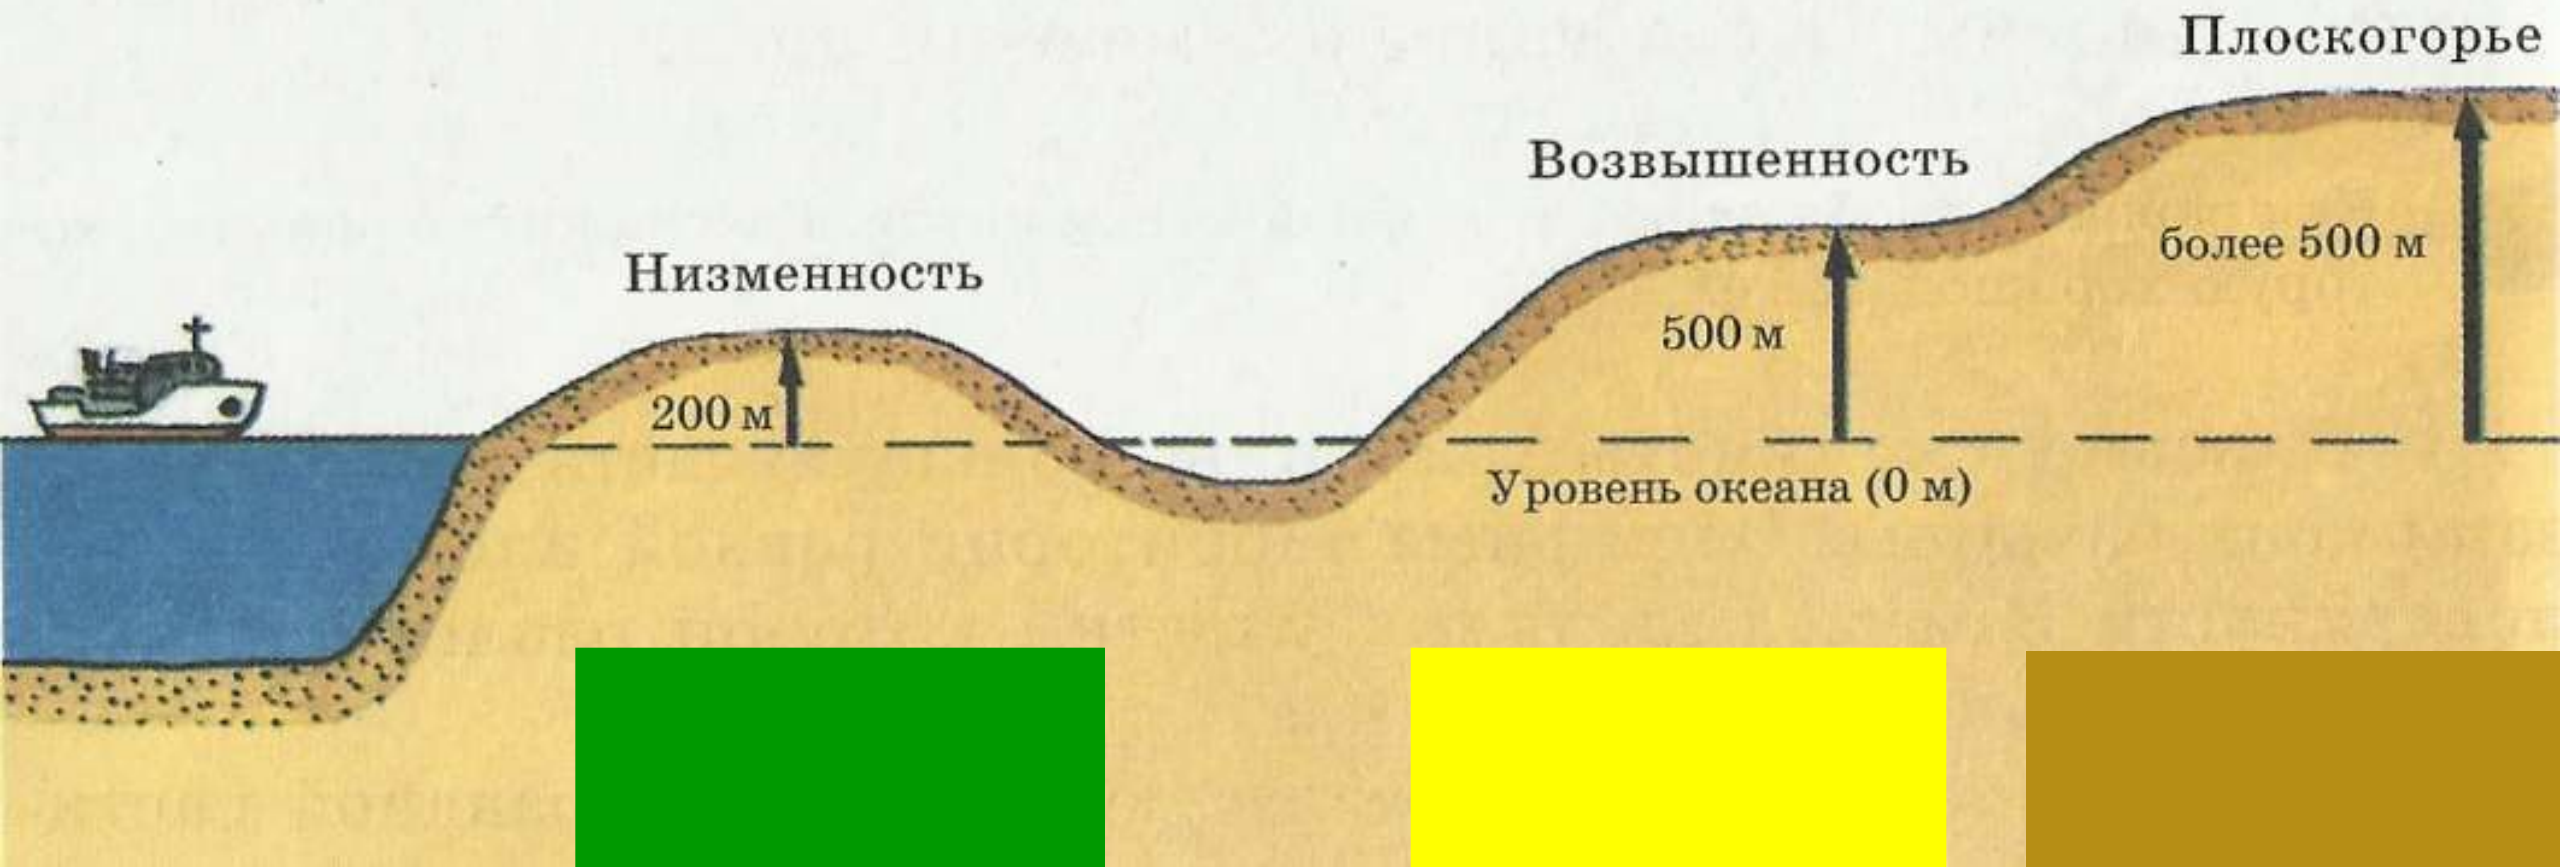 Плоскогорье
Возвышенность
Низменность
более 500 м
500 м
200 м
Уровень океана (0 м)